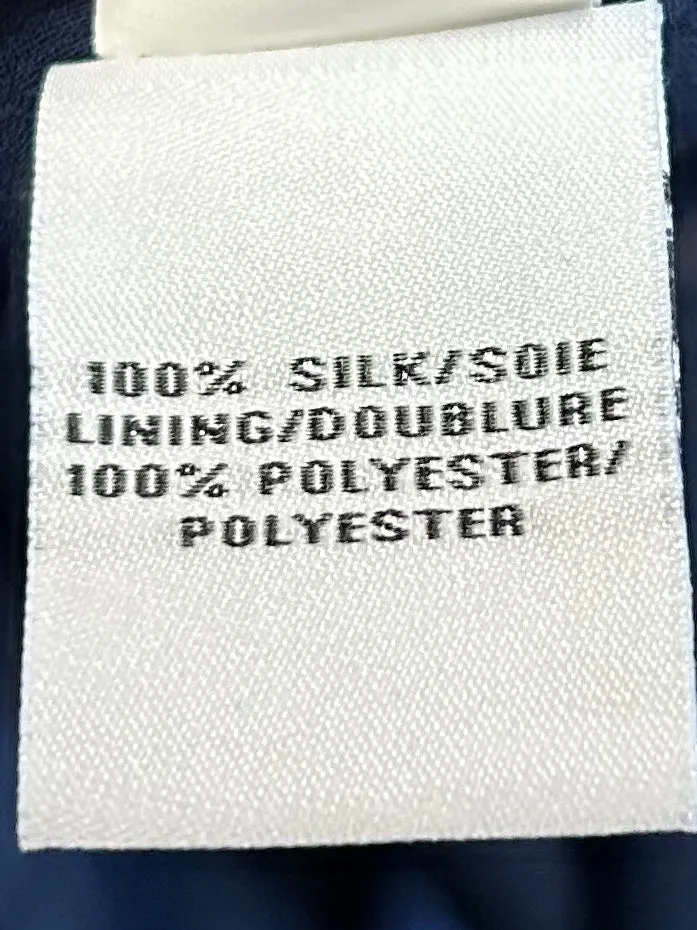 100% SILK/SOIE
LINING/DOUBLURE
100% POLYESTER/
POLYESTER